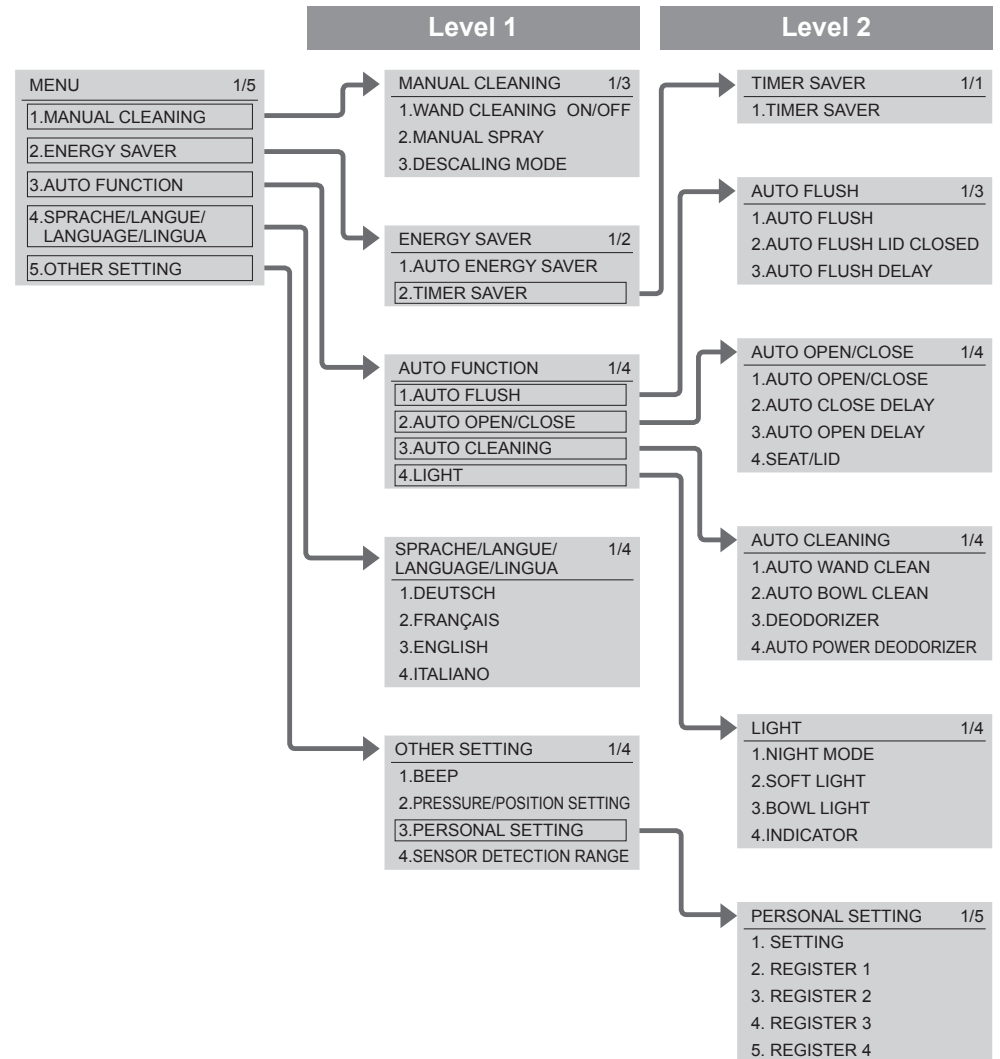 Level 1
Level 2
MENU 1/5
1.MANUAL CLEANING
2.ENERGY SAVER
3.AUTO FUNCTION
4.SPRACHE/LANGUE/
LANGUAGE/LINGUA
5.OTHER SETTING
MANUAL CLEANING 1/3
1.WAND CLEANING ON/OFF
2.MANUAL SPRAY
3.DESCALING MODE
ENERGY SAVER 1/2
1.AUTO ENERGY SAVER
2.TIMER SAVER
AUTO FUNCTION 1/4
1.AUTO FLUSH
2.AUTO OPEN/CLOSE
3.AUTO CLEANING
4.LIGHT
SPRACHE/LANGUE/ 1/4
LANGUAGE/LINGUA
1.DEUTSCH
2.FRANÇAIS
3.ENGLISH
4.ITALIANO
OTHER SETTING 1/4
1.BEEP
2.PRESSURE/POSITION SETTING
3.PERSONAL SETTING
4.SENSOR DETECTION RANGE
TIMER SAVER 1/1
1.TIMER SAVER
AUTO FLUSH 1/3
1.AUTO FLUSH
2.AUTO FLUSH LID CLOSED
3.AUTO FLUSH DELAY
AUTO OPEN/CLOSE 1/4
1.AUTO OPEN/CLOSE
2.AUTO CLOSE DELAY
3.AUTO OPEN DELAY
4.SEAT/LID
AUTO CLEANING 1/4
1.AUTO WAND CLEAN
2.AUTO BOWL CLEAN
3.DEODORIZER
4.AUTO POWER DEODORIZER
LIGHT 1/4
1.NIGHT MODE
2.SOFT LIGHT
3.BOWL LIGHT
4.INDICATOR
PERSONAL SETTING 1/5
1. SETTING
2. REGISTER 1
3. REGISTER 2
4. REGISTER 3
5. REGISTER 4